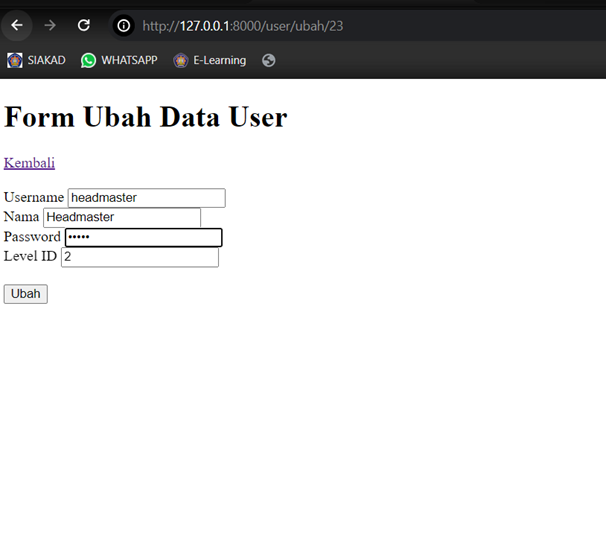 http://127.0.0.1:8000/user/ubah/23
SIAKAD WHATSAPP E-Learning
Form Ubah Data User
Kembali
Username headmaster
Nama Headmaster
Password •••••
Level ID 2
Ubah